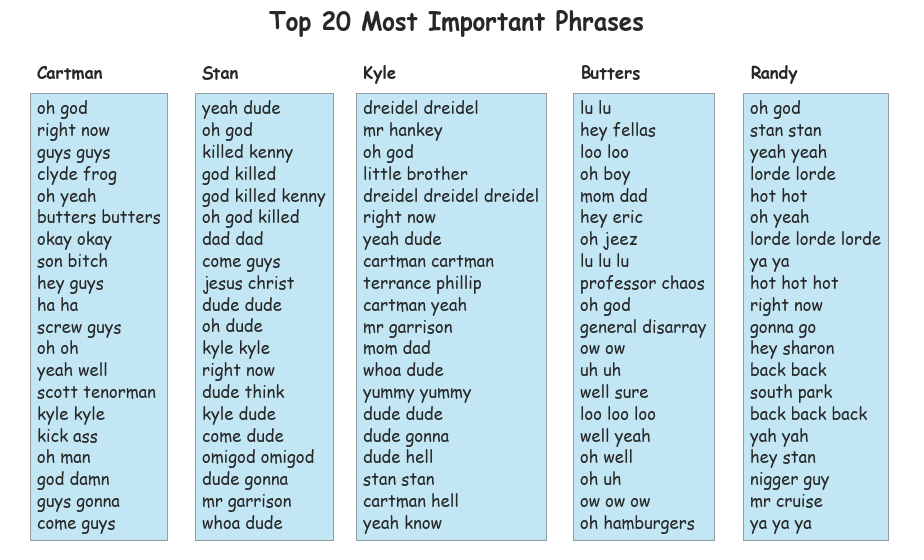 Top 20 Most Important Phrases
Cartman
oh god
right now
guys guys
clyde frog
oh yeah
butters butters
okay okay
son bitch
hey guys
ha ha
screw guys
oh oh
yeah well
scott tenorman
kyle kyle
kick ass
oh man
god damn
guys gonna
come guys
Stan
yeah dude
oh god
killed kenny
god killed
god killed kenny
oh god killed
dad dad
come guys
jesus christ
dude dude
oh dude
kyle kyle
right now
dude think
kyle dude
come dude
omigod omigod
dude gonna
mr garrison
whoa dude
Kyle
dreidel dreidel
mr hankey
oh god
little brother
dreidel dreidel dreidel
right now
yeah dude
cartman cartman
terrance phillip
cartman yeah
mr garrison
mom dad
whoa dude
yummy yummy
dude dude
dude gonna
dude hell
stan stan
cartman hell
yeah know
Butters
lu lu
hey fellas
loo loo
oh boy
mom dad
hey eric
oh jeez
lu lu lu
professor chaos
oh god
general disarray
ow ow
uh uh
well sure
loo loo loo
well yeah
oh well
oh uh
ow ow ow
oh hamburgers
Randy
oh god
stan stan
yeah yeah
lorde lorde
hot hot
oh yeah
lorde lorde lorde
ya ya
hot hot hot
right now
gonna go
hey sharon
back back
south park
back back back
yah yah
hey stan
nigger guy
mr cruise
ya ya ya